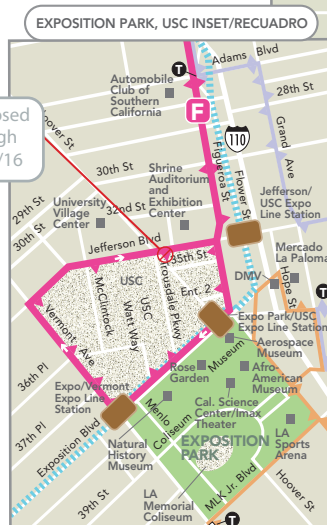 EXPOSITION PARK, USC INSET/RECUADRO
T
Adams Blvd
Automobile
Club of
Southern
California
28th St
F
110
Grand Ave
Figueroa St
Flower St
Hoover St
osed
gh
/16
30th St
Shrine
Auditorium
and
Exhibition
Center
29th St
30th St
University
Village
Center
32nd St
Jefferson/
USC Expo
Line Station
Jefferson Blvd
35th St
Mercado
La Paloma
DMV
Hope St
USC
Ent. 2
McClintock
USC
Watt Way
Trousdale Pkwy
T
Vermont Ave
Expo Park/USC
Expo Line Station
Aerospace
Museum
Museum
36th Pl
Rose
Garden
Afro-
American
Museum
Expo/Vermont
Expo Line
Station
Menlo
Coliseum
Cal. Science
Center/Imax
Theater
37th Pl
Exposition Blvd
Natural
History
Museum
EXPOSITION
PARK
LA
Sports
Arena
39th St
LA
Memorial
Coliseum
MLK Jr. Blvd
Hoover St
T